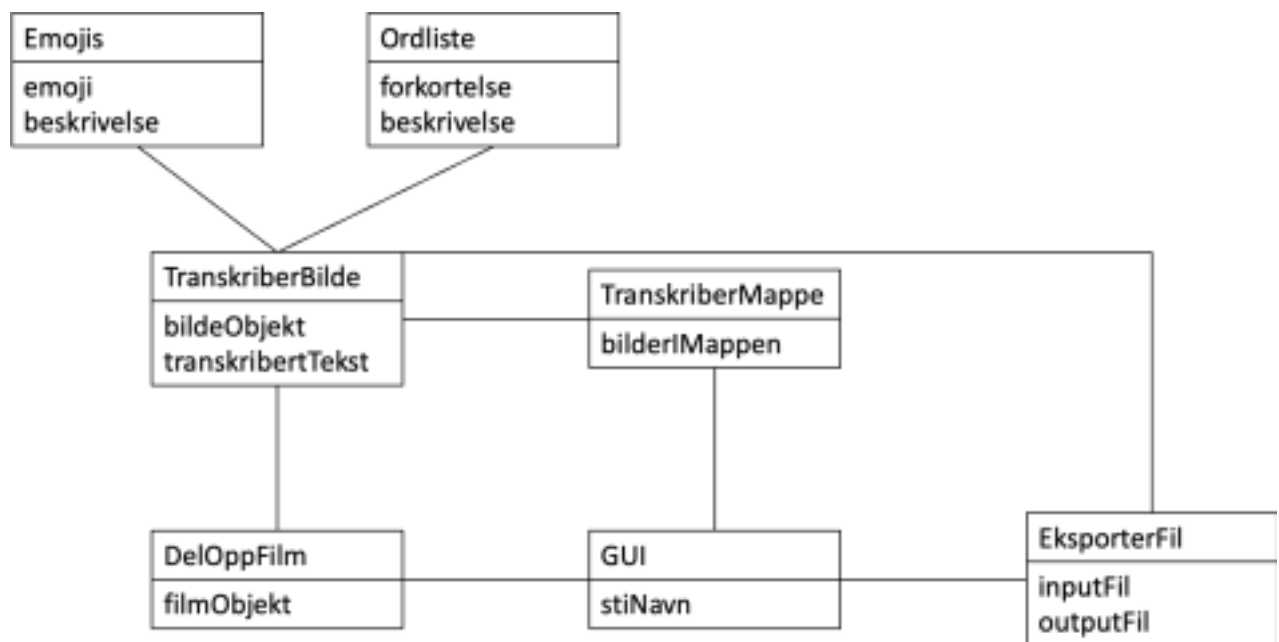 Emojis
emoji
beskrivelse
Ordliste
forkortelse
beskrivelse
TranskriberBilde
bildeObjekt
transkribertTekst
TranskriberMappe
bilderIMappen
DelOppFilm
filmObjekt
GUI
stiNavn
EksporterFil
inputFil
outputFil